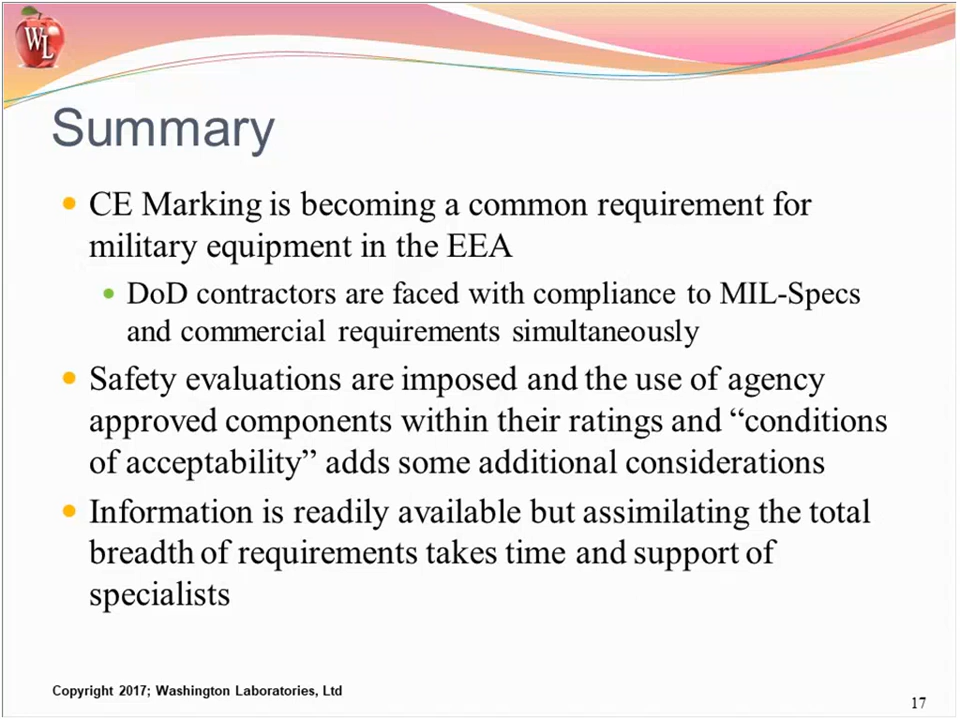 WL
Summary
CE Marking is becoming a common requirement for
military equipment in the EEA
DoD contractors are faced with compliance to MIL-Specs
and commercial requirements simultaneously
Safety evaluations are imposed and the use of agency
approved components within their ratings and “conditions
of acceptability” adds some additional considerations
Information is readily available but assimilating the total
breadth of requirements takes time and support of
specialists
Copyright 2017; Washington Laboratories, Ltd
17